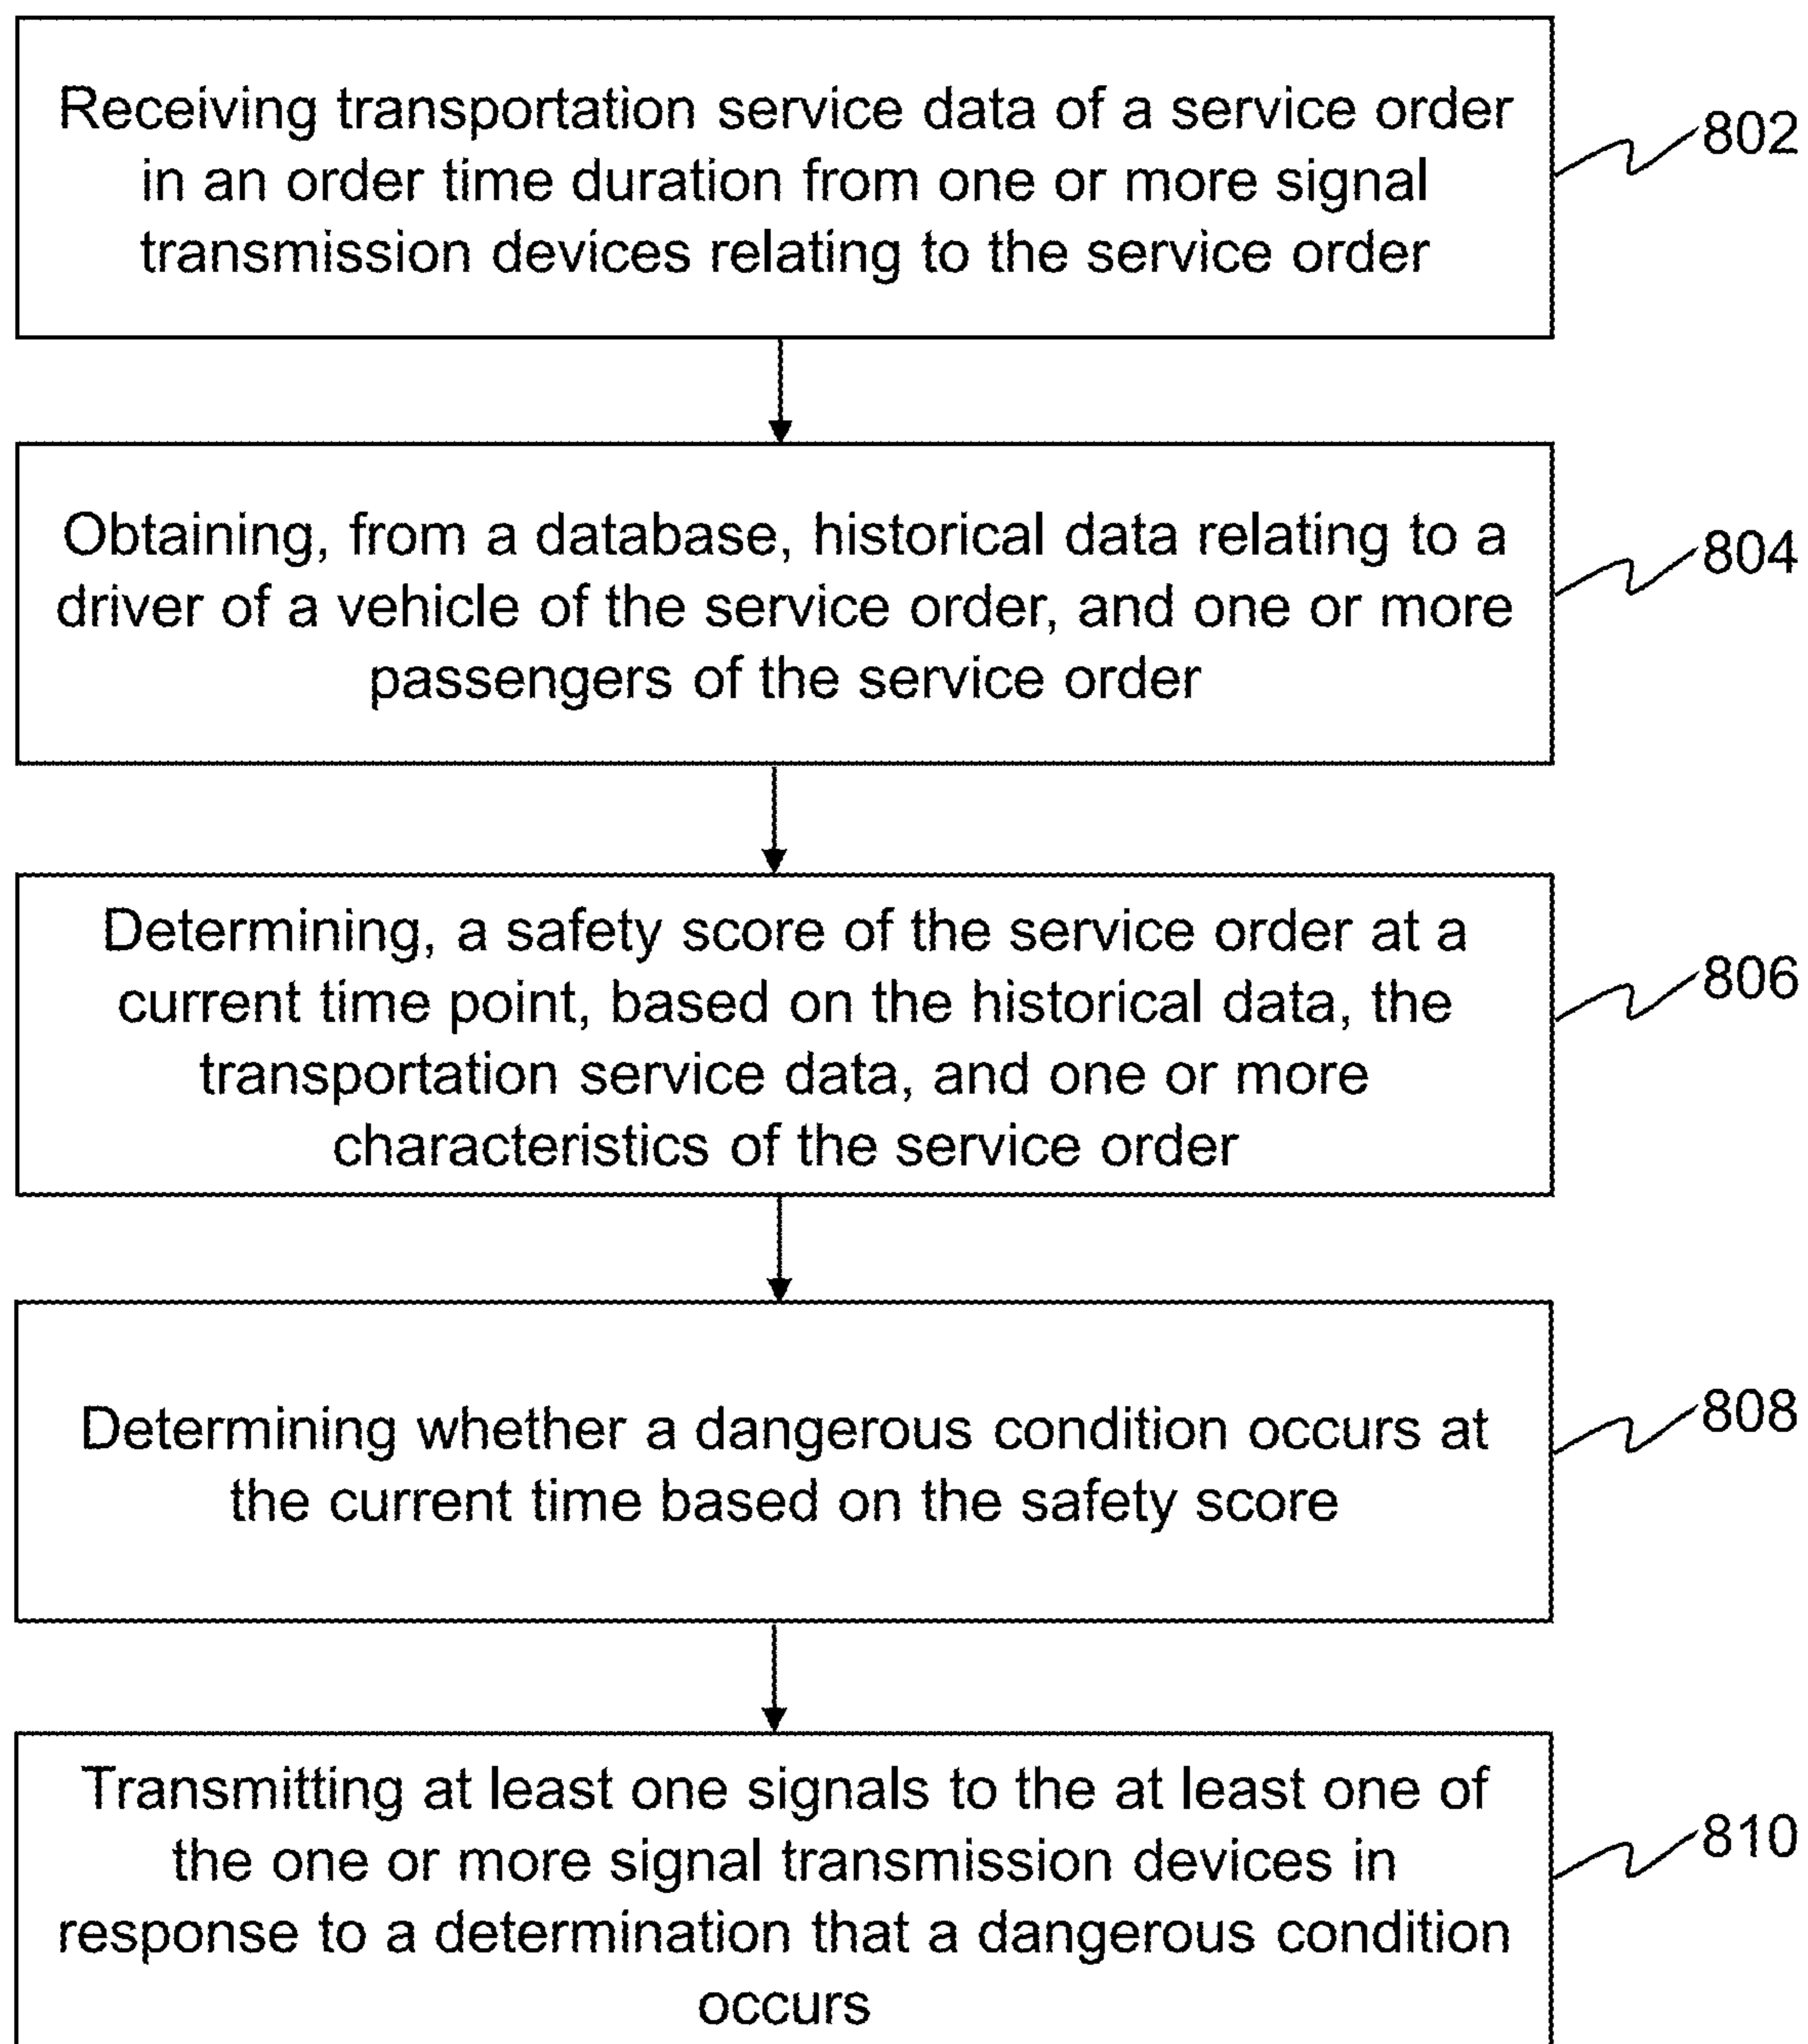 Receiving transportation service data of a service order
in an order time duration from one or more signal
transmission devices relating to the service order
802
Obtaining, from a database, historical data relating to a
driver of a vehicle of the service order, and one or more
passengers of the service order
804
Determining, a safety score of the service order at a
current time point, based on the historical data, the
transportation service data, and one or more
characteristics of the service order
806
Determining whether a dangerous condition occurs at
the current time based on the safety score
808
Transmitting at least one signals to the at least one of
the one or more signal transmission devices in
response to a determination that a dangerous condition
occurs
810